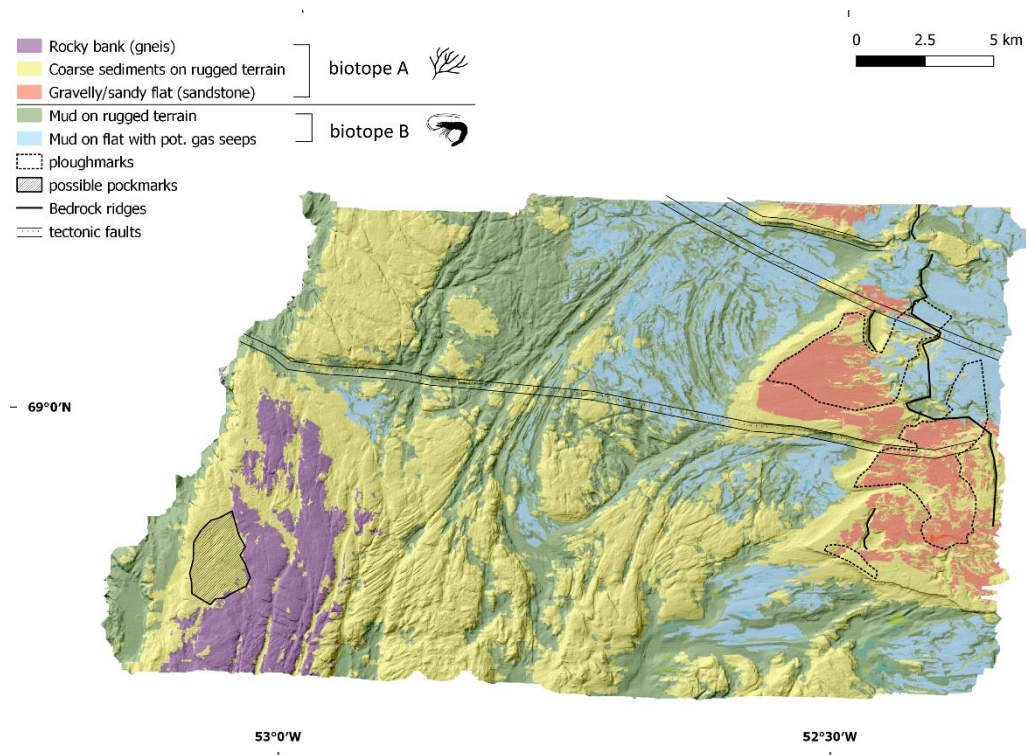 Rocky bank (gneis)
Coarse sediments on rugged terrain
Gravelly/sandy flat (sandstone)
biotope A
Mud on rugged terrain
Mud on flat with pot. gas seeps
biotope B
ploughmarks
possible pockmarks
Bedrock ridges
tectonic faults
0 2.5 5 km
69°0'N
53°0'W
52°30'W